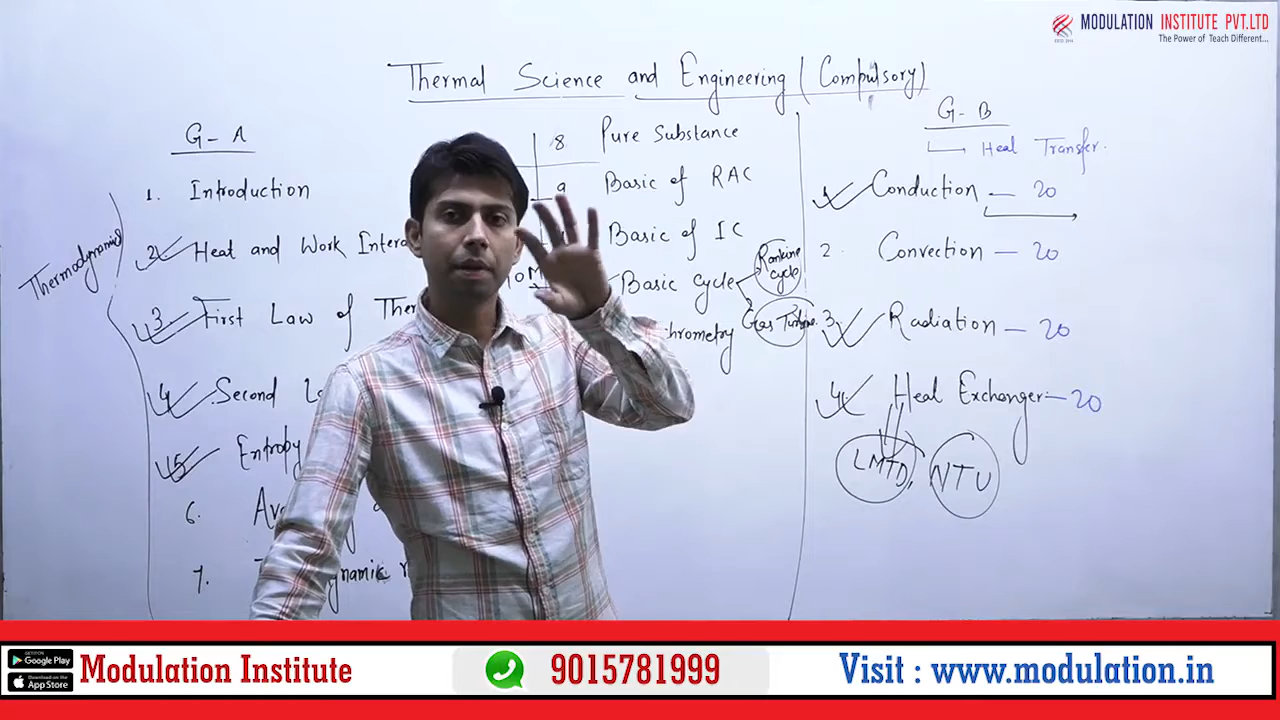 MODULATION INSTITUTE PVT.LTD
The Power of Teach Different...
Thermal Science and Engineering (Compulsory)
G-A
1. Introduction
2. Heat and Work Intera
3. First Law of The
4. Second La
5. Entropy
6. Av
7. dynamic
Thermodynamics
8 Pure Substance
9 Basic of RAC
Basic of IC
Basic Cycle
Rankine cycle
Gas Turbine
hrometry
G-B
Heat Transfer.
1. Conduction — 20
2. Convection — 20
3. Radiation — 20
4. Heat Exchanger — 20
LMTD, NTU
GET IT ON
Google Play
Download on the
App Store
Modulation Institute
9015781999
Visit : www.modulation.in